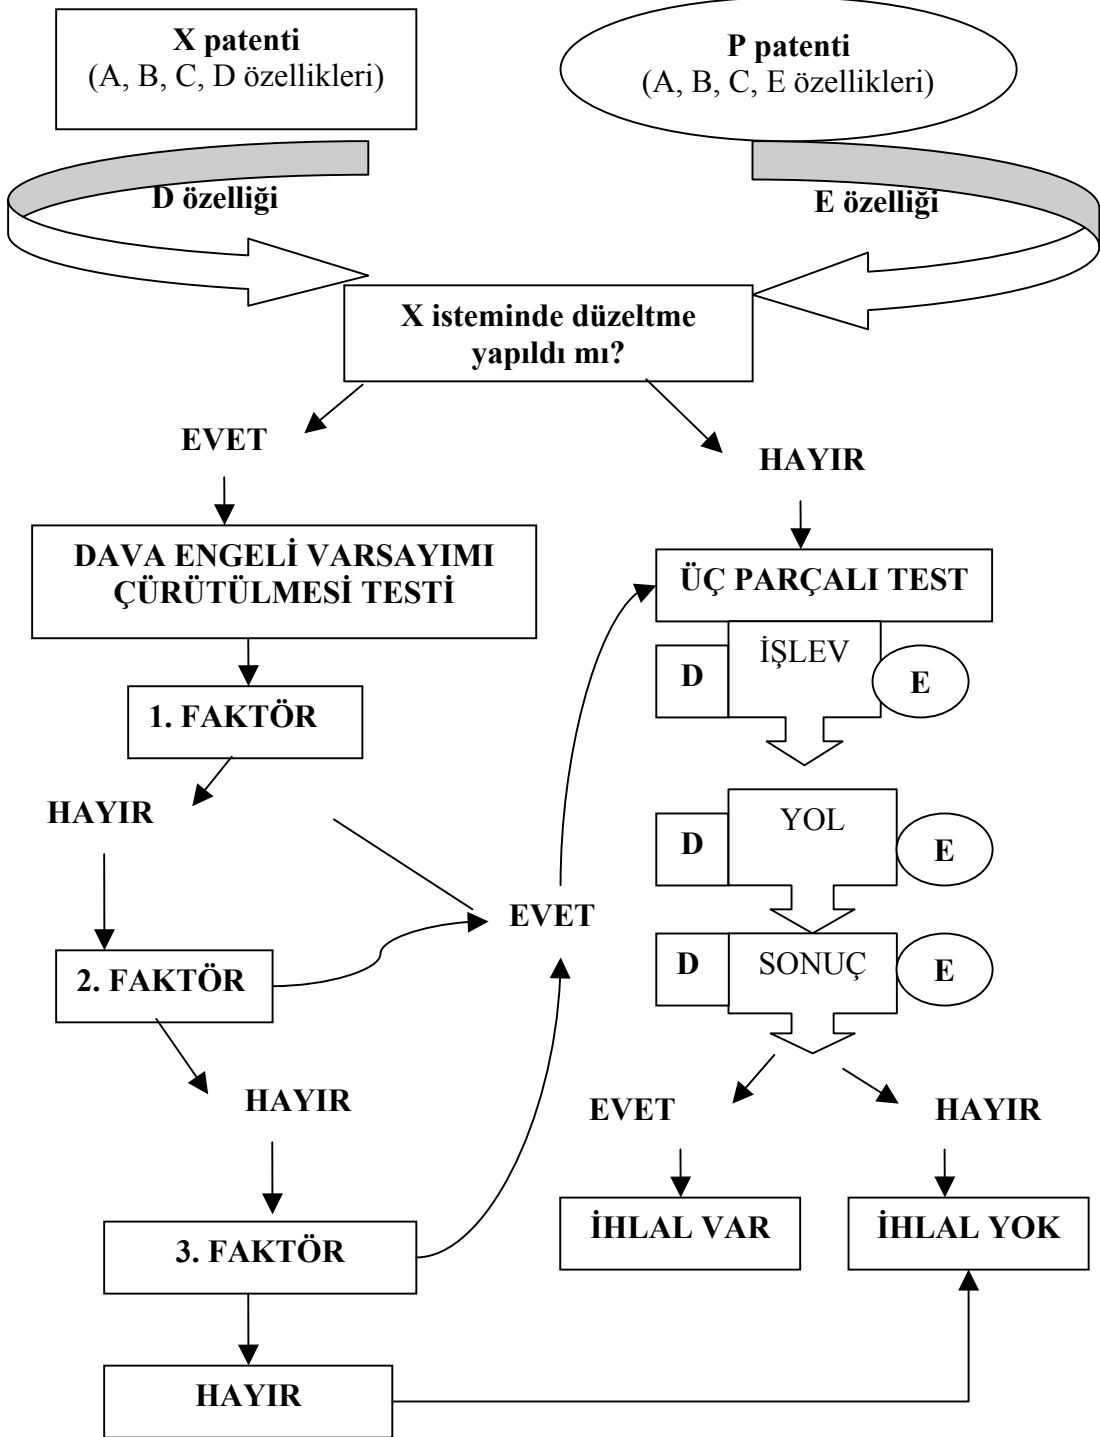 X patenti
(A, B, C, D özellikleri)
P patenti
(A, B, C, E özellikleri)
D özelliği
E özelliği
X isteminde düzeltme
yapıldı mı?
EVET
HAYIR
DAVA ENGELİ VARSAYIMI
ÇÜRÜTÜLMESİ TESTİ
ÜÇ PARÇALI TEST
D
İŞLEV
E
1. FAKTÖR
HAYIR
D
YOL
E
EVET
2. FAKTÖR
D
SONUÇ
E
HAYIR
EVET
HAYIR
3. FAKTÖR
İHLAL VAR
İHLAL YOK
HAYIR